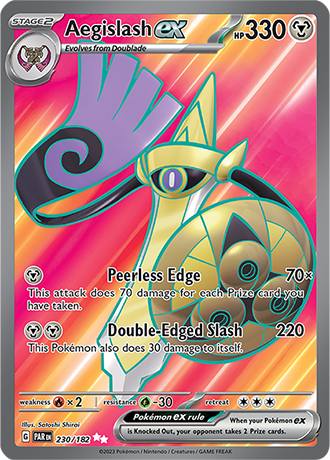 STAGE2 Aegislash ex HP330
Evolves from Doublade
Peerless Edge 70×
This attack does 70 damage for each Prize card you
have taken.
Double-Edged Slash 220
This Pokémon also does 30 damage to itself.
weakness ×2 resistance -30 retreat
Pokémon ex rule
When your Pokémon ex
is Knocked Out, your opponent takes 2 Prize cards.
Illus. Satoshi Shirai
G PAR EN 230/182
©2023 Pokémon / Nintendo / Creatures / GAME FREAK